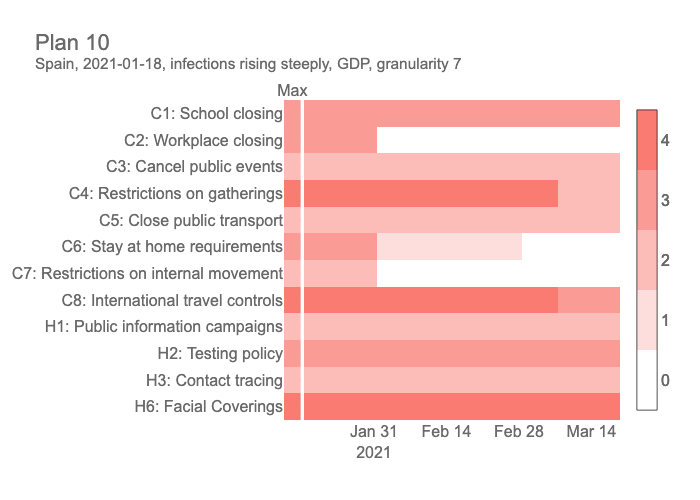 Plan 10
Spain, 2021-01-18, infections rising steeply, GDP, granularity 7
Max
C1: School closing
C2: Workplace closing
C3: Cancel public events
C4: Restrictions on gatherings
C5: Close public transport
C6: Stay at home requirements
C7: Restrictions on internal movement
C8: International travel controls
H1: Public information campaigns
H2: Testing policy
H3: Contact tracing
H6: Facial Coverings
Jan 31 Feb 14 Feb 28 Mar 14
2021
4
3
2
1
0